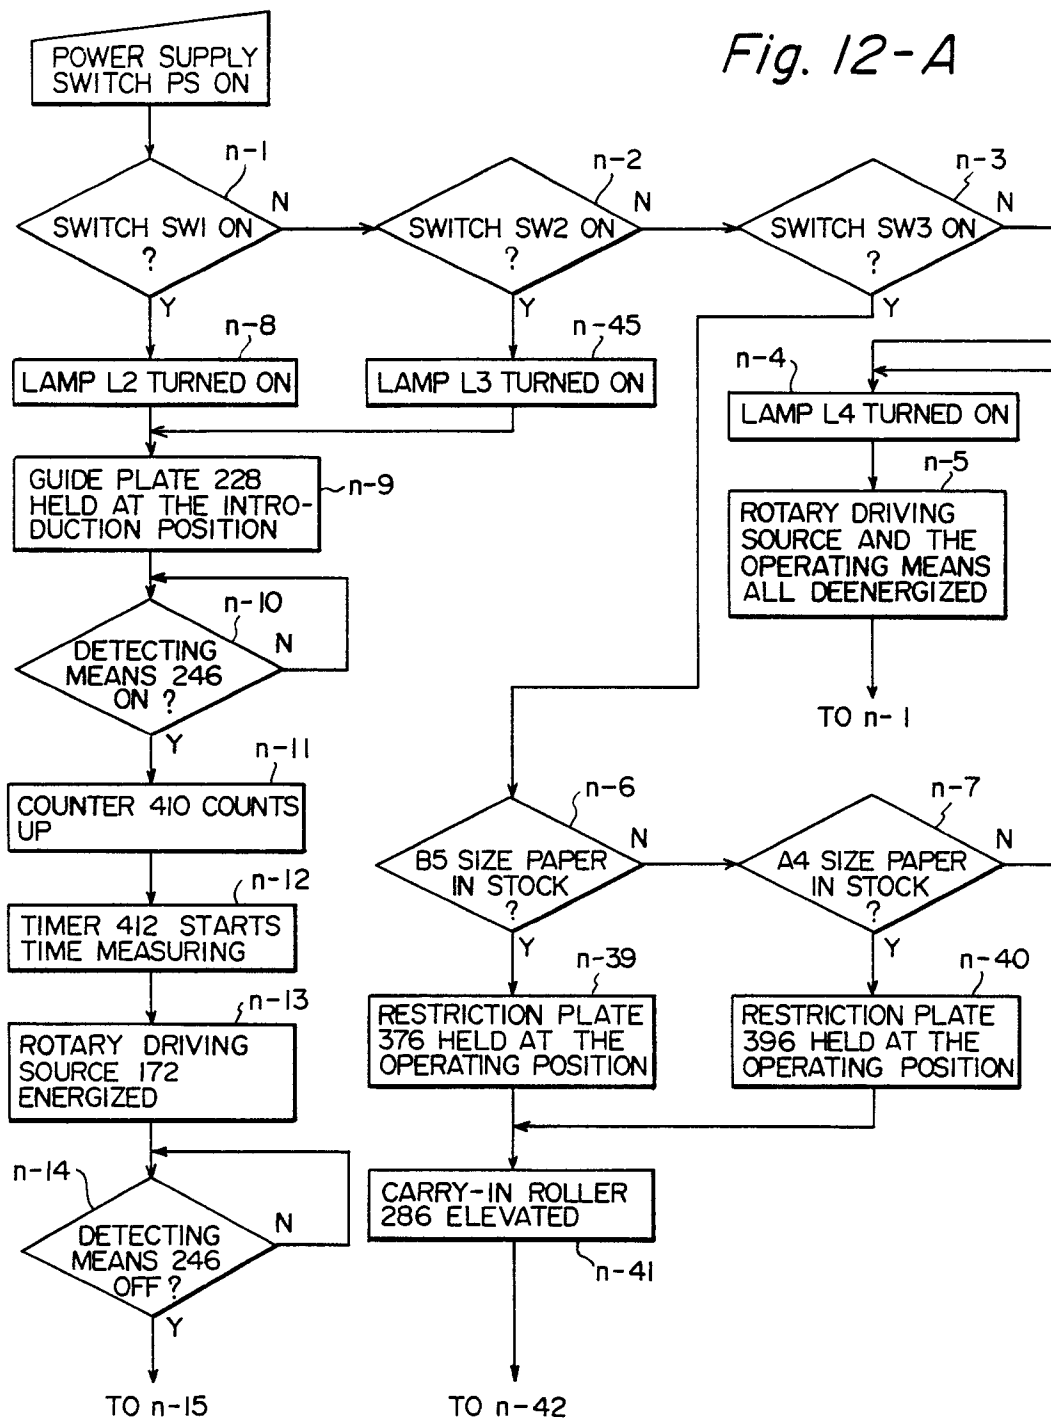 Fig. 12-A
POWER SUPPLY
SWITCH PS ON
n-1
SWITCH SW1 ON
?
N
Y
n-2
SWITCH SW2 ON
?
N
Y
n-3
SWITCH SW3 ON
?
N
Y
n-8
LAMP L2 TURNED ON
n-45
LAMP L3 TURNED ON
n-4
LAMP L4 TURNED ON
n-5
ROTARY DRIVING
SOURCE AND THE
OPERATING MEANS
ALL DEENERGIZED
TO n-1
GUIDE PLATE 228
HELD AT THE INTRO-
DUCTION POSITION
n-9
n-10
DETECTING
MEANS 246
ON ?
N
Y
n-11
COUNTER 410 COUNTS
UP
n-12
TIMER 412 STARTS
TIME MEASURING
n-13
ROTARY DRIVING
SOURCE 172
ENERGIZED
n-14
DETECTING
MEANS 246
OFF ?
N
Y
TO n-15
n-6
B5 SIZE PAPER
IN STOCK
?
N
Y
n-7
A4 SIZE PAPER
IN STOCK
?
N
Y
n-39
RESTRICTION PLATE
376 HELD AT THE
OPERATING POSITION
n-40
RESTRICTION PLATE
396 HELD AT THE
OPERATING POSITION
CARRY-IN ROLLER
286 ELEVATED
n-41
TO n-42